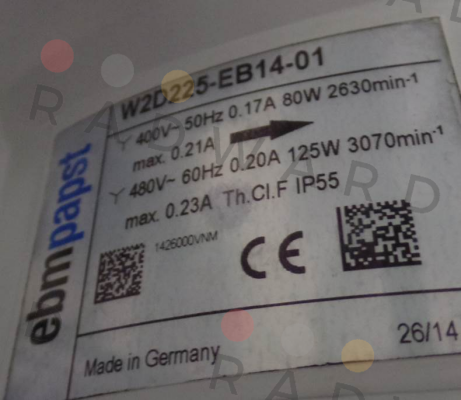 W2D225-EB14-01
Y 400V~ 50Hz 0.17A 80W 2630min-1
max. 0.21A
Y 480V~ 60Hz 0.20A 125W 3070min-1
max. 0.23A Th.Cl.F IP55
1426000VNM
CE
ebmpapst
Made in Germany
26/14
RADWARD